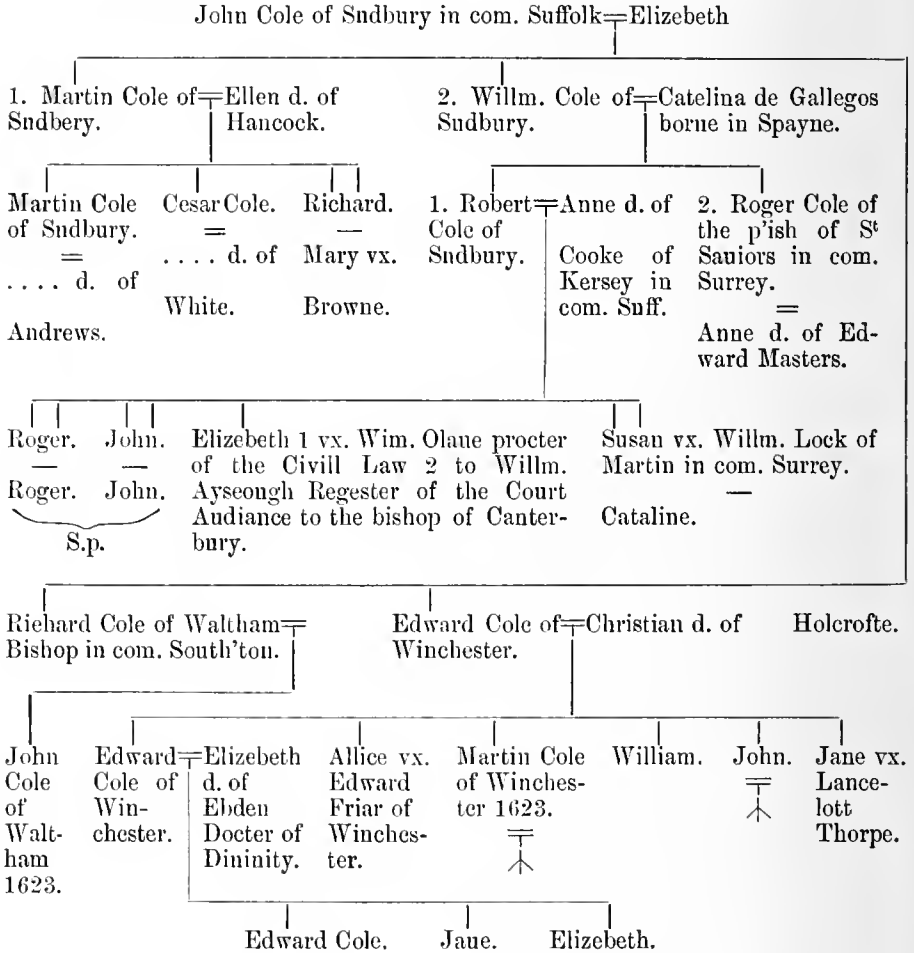 John Cole of Sndbury in com. Suffolk=Elizebeth
1. Martin Cole of=Ellen d. of
Sndbery. Hancock.
2. Willm. Cole of=Catelina de Gallegos
Sudbury. borne in Spayne.
Martin Cole
of Sndbury.
=
.... d. of
Andrews.
Cesar Cole.
=
.... d. of
White.
Richard.
—
Mary vx.
Browne.
1. Robert=Anne d. of
Cole of
Sndbury.
Cooke of
Kersey in
com. Suff.
2. Roger Cole of
the p'ish of St
Sauiors in com.
Surrey.
=
Anne d. of Ed-
ward Masters.
Roger.
—
Roger.
John.
—
John.
S.p.
Elizebeth 1 vx. Wim. Olaue procter
of the Civill Law 2 to Willm.
Ayseough Regester of the Court
Audiance to the bishop of Canter-
bury.
Susan vx. Willm. Lock of
Martin in com. Surrey.
—
Cataline.
Riehard Cole of Waltham=
Bishop in com. South'ton.
Edward Cole of=Christian d. of Holcrofte.
Winchester.
John
Cole
of
Walt-
ham
1623.
Edward=Elizebeth
Cole of d. of
Win- Ebden
chester. Docter of
Dininity.
Allice vx.
Edward
Friar of
Winches-
ter.
Martin Cole
of Winches-
ter 1623.
William.
John.
Jane vx.
Lance-
lott
Thorpe.
Edward Cole. Jaue. Elizebeth.